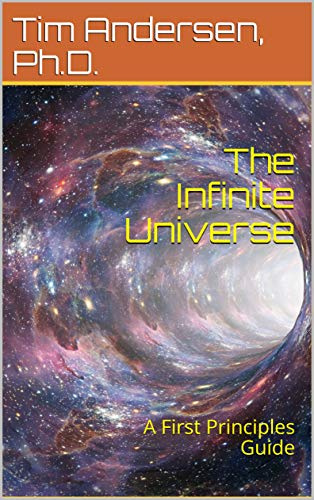 Tim Andersen,
Ph.D.
The
Infinite
Universe
A First Principles
Guide